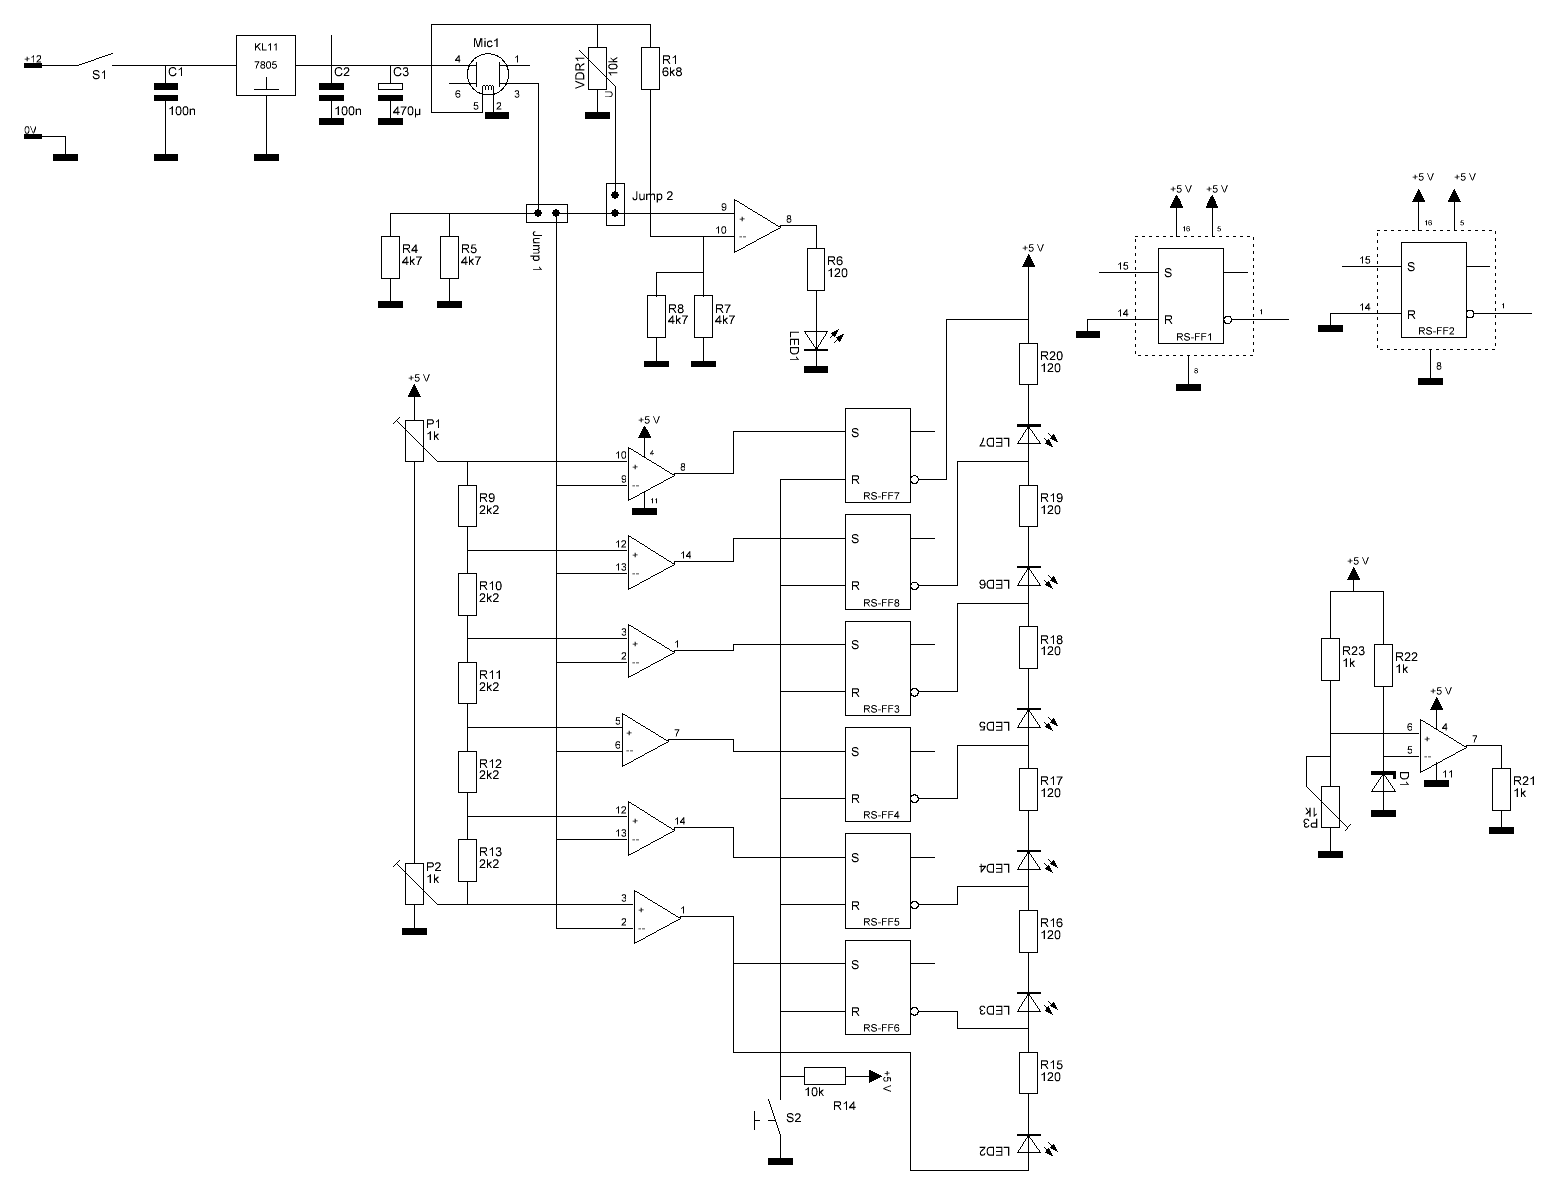 +12
S1
C1
100n
KL11
7805
C2
100n
C3
470µ
Mic1
4
1
6
3
5
2
VDR1
10k
U
R1
6k8
0V
Jump 2
Jump 1
R4
4k7
R5
4k7
9
+
10
--
8
R6
120
R8
4k7
R7
4k7
LED1
+5 V
+5 V
+5 V
16
5
15
S
14
R
1
RS-FF1
8
+5 V
+5 V
16
5
15
S
14
R
1
RS-FF2
8
+5 V
P1
1k
+5 V
4
10
+
9
--
8
11
S
R
RS-FF7
R20
120
LED7
R9
2k2
12
+
13
--
14
S
R
RS-FF8
R19
120
LED6
R10
2k2
3
+
2
--
1
S
R
RS-FF3
R18
120
LED5
R11
2k2
5
+
6
--
7
S
R
RS-FF4
R17
120
LED4
R12
2k2
12
+
13
--
14
S
R
RS-FF5
R16
120
LED3
R13
2k2
P2
1k
3
+
2
--
1
S
R
RS-FF6
R15
120
LED2
10k
R14
+5 V
S2
+5 V
R23
1k
R22
1k
+5 V
6
+
5
--
4
7
11
D1
P3
1k
R21
1k